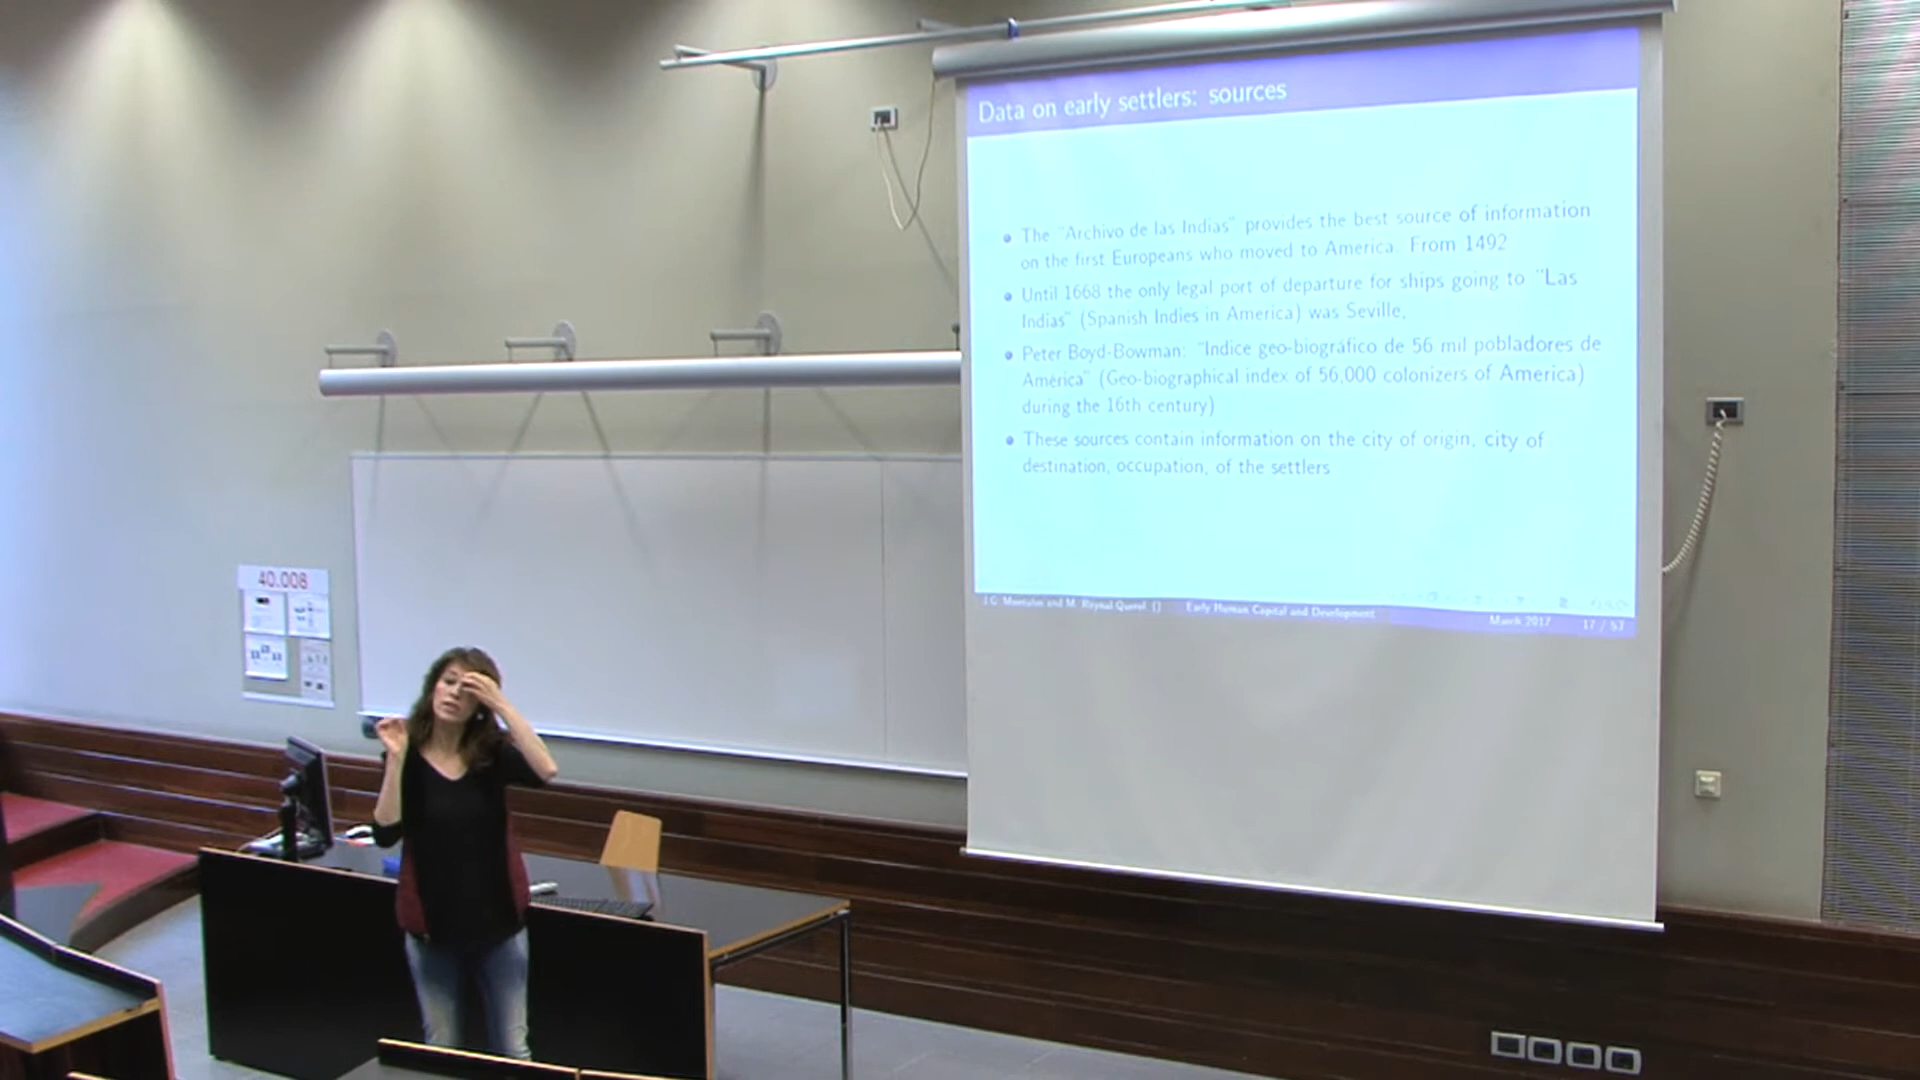 Data on early settlers: sources
The "Archivo de las Indias" provides the best source of information
on the first Europeans who moved to America. From 1492
Until 1668 the only legal port of departure for ships going to "Las
Indias" (Spanish Indies in America) was Seville,
Peter Boyd-Bowman: "Indice geo-biográfico de 56 mil pobladores de
América" (Geo-biographical index of 56,000 colonizers of America)
during the 16th century)
These sources contain information on the city of origin, city of
destination, occupation, of the settlers
J.G. Montalvo and M. Reynal-Querol () Early Human Capital and Development March 2017 17 / 57
40.008